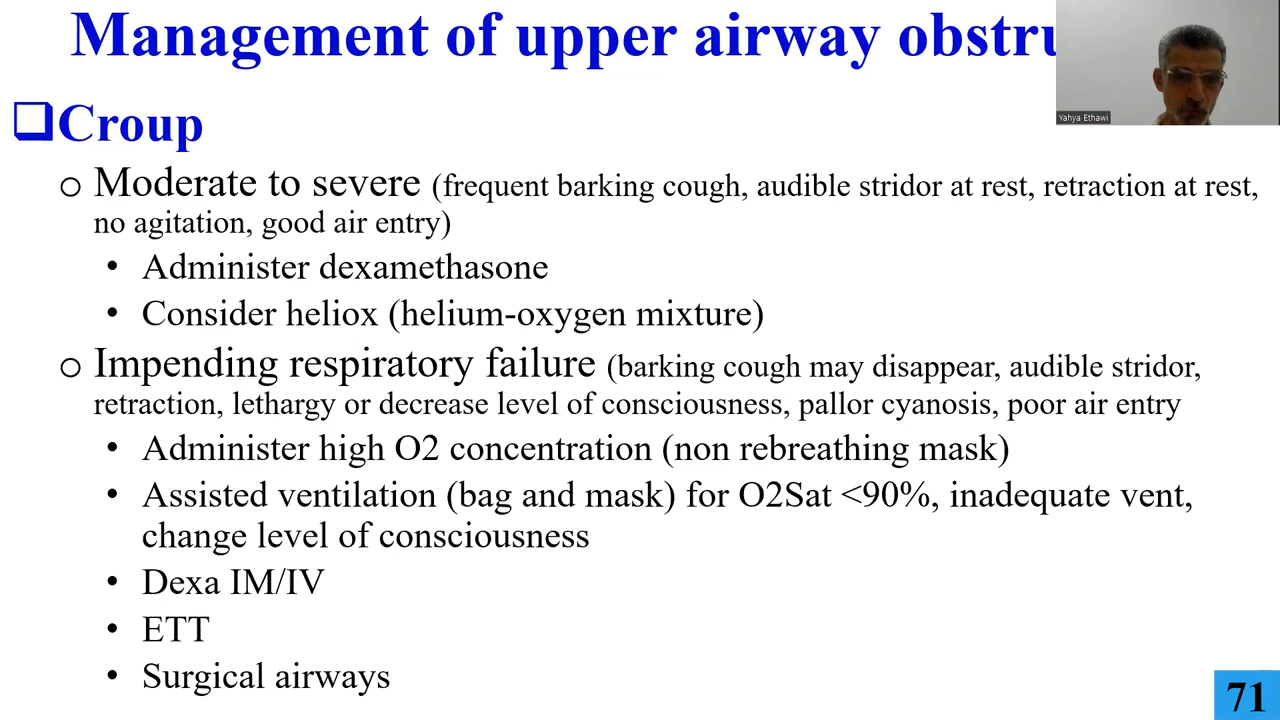 Management of upper airway obstru
Yahya Ethawi
❑Croup
o Moderate to severe (frequent barking cough, audible stridor at rest, retraction at rest,
no agitation, good air entry)
• Administer dexamethasone
• Consider heliox (helium-oxygen mixture)
o Impending respiratory failure (barking cough may disappear, audible stridor,
retraction, lethargy or decrease level of consciousness, pallor cyanosis, poor air entry
• Administer high O2 concentration (non rebreathing mask)
• Assisted ventilation (bag and mask) for O2Sat <90%, inadequate vent,
change level of consciousness
• Dexa IM/IV
• ETT
• Surgical airways
71